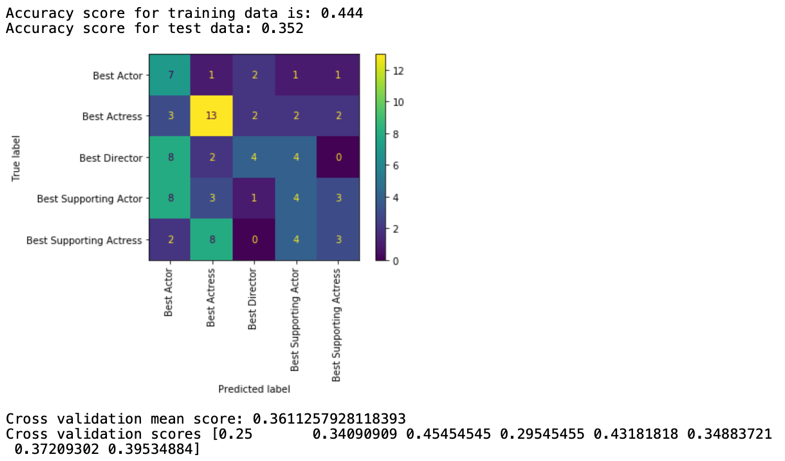 Accuracy score for training data is: 0.444
Accuracy score for test data: 0.352
Best Actor 7 1 2 1 1
Best Actress 3 13 2 2 2
Best Director 8 2 4 4 0
Best Supporting Actor 8 3 1 4 3
Best Supporting Actress 2 8 0 4 3
True label
Best Actor
Best Actress
Best Director
Best Supporting Actor
Best Supporting Actress
Predicted label
12
10
8
6
4
2
0
Cross validation mean score: 0.3611257928118393
Cross validation scores [0.25 0.34090909 0.45454545 0.29545455 0.43181818 0.34883721
0.37209302 0.39534884]